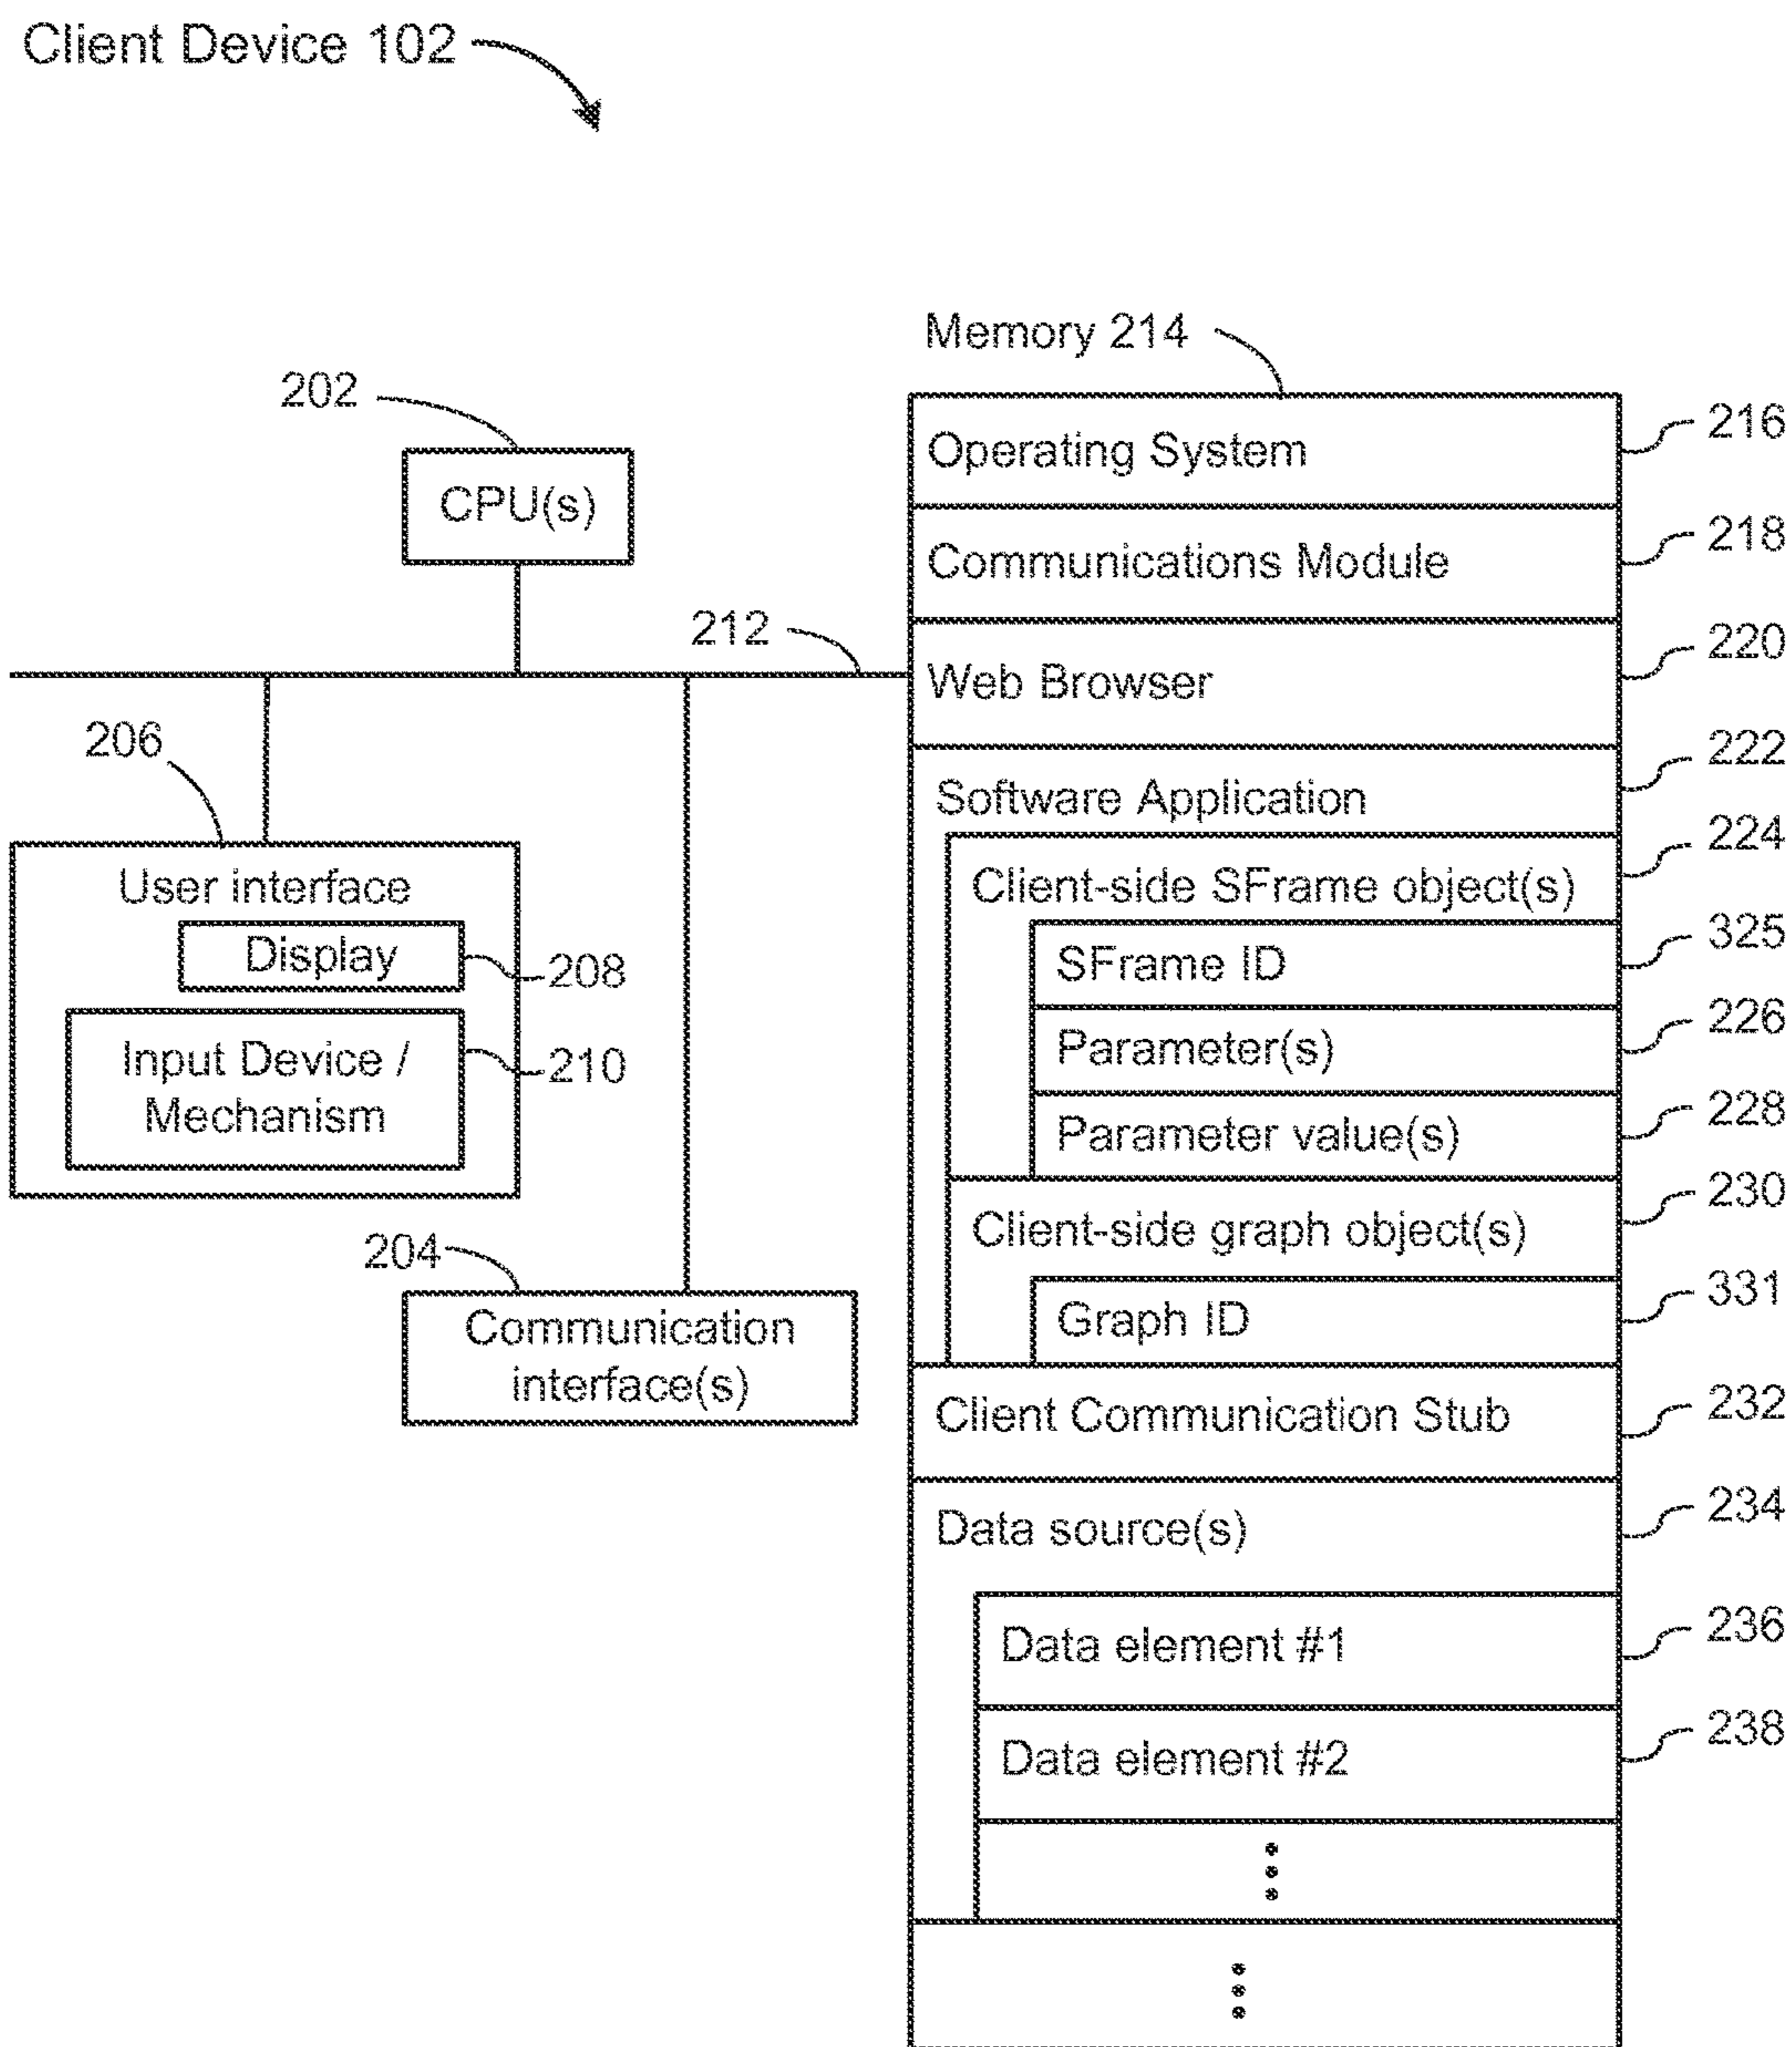 Client Device 102
Memory 214
202
CPU(s)
212
206
User interface
Display
208
Input Device /
Mechanism
210
204
Communication
interface(s)
Operating System
216
Communications Module
218
Web Browser
220
Software Application
222
Client-side SFrame object(s)
224
SFrame ID
325
Parameter(s)
226
Parameter value(s)
228
Client-side graph object(s)
230
Graph ID
331
Client Communication Stub
232
Data source(s)
234
Data element #1
236
Data element #2
238